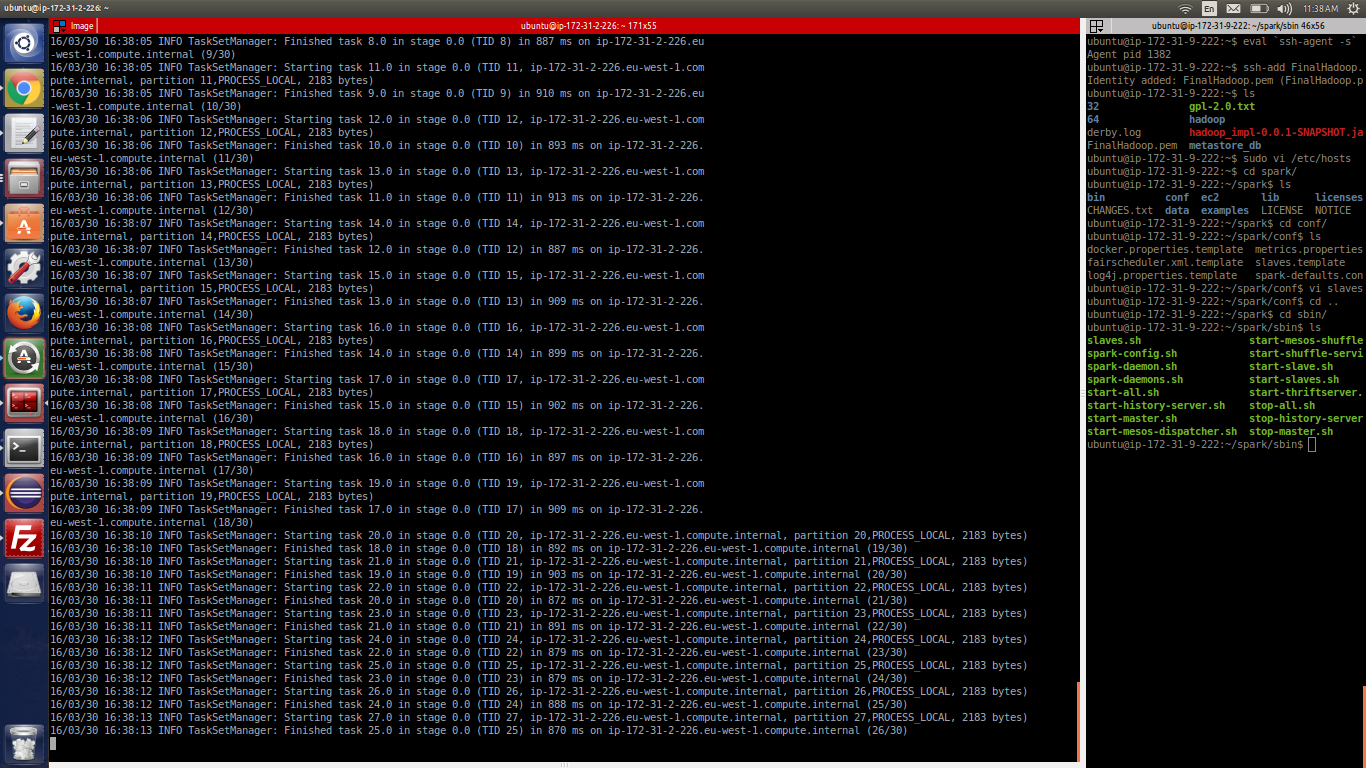 ubuntu@ip-172-31-2-226: ~
En
11:38 AM
Image
ubuntu@ip-172-31-2-226: ~ 171x55
16/03/30 16:38:05 INFO TaskSetManager: Finished task 8.0 in stage 0.0 (TID 8) in 887 ms on ip-172-31-2-226.eu
-west-1.compute.internal (9/30)
16/03/30 16:38:05 INFO TaskSetManager: Starting task 11.0 in stage 0.0 (TID 11, ip-172-31-2-226.eu-west-1.com
pute.internal, partition 11,PROCESS_LOCAL, 2183 bytes)
16/03/30 16:38:05 INFO TaskSetManager: Finished task 9.0 in stage 0.0 (TID 9) in 910 ms on ip-172-31-2-226.eu
-west-1.compute.internal (10/30)
16/03/30 16:38:06 INFO TaskSetManager: Starting task 12.0 in stage 0.0 (TID 12, ip-172-31-2-226.eu-west-1.com
pute.internal, partition 12,PROCESS_LOCAL, 2183 bytes)
16/03/30 16:38:06 INFO TaskSetManager: Finished task 10.0 in stage 0.0 (TID 10) in 893 ms on ip-172-31-2-226.
eu-west-1.compute.internal (11/30)
16/03/30 16:38:06 INFO TaskSetManager: Starting task 13.0 in stage 0.0 (TID 13, ip-172-31-2-226.eu-west-1.com
pute.internal, partition 13,PROCESS_LOCAL, 2183 bytes)
16/03/30 16:38:06 INFO TaskSetManager: Finished task 11.0 in stage 0.0 (TID 11) in 913 ms on ip-172-31-2-226.
eu-west-1.compute.internal (12/30)
16/03/30 16:38:07 INFO TaskSetManager: Starting task 14.0 in stage 0.0 (TID 14, ip-172-31-2-226.eu-west-1.com
pute.internal, partition 14,PROCESS_LOCAL, 2183 bytes)
16/03/30 16:38:07 INFO TaskSetManager: Finished task 12.0 in stage 0.0 (TID 12) in 887 ms on ip-172-31-2-226.
eu-west-1.compute.internal (13/30)
16/03/30 16:38:07 INFO TaskSetManager: Starting task 15.0 in stage 0.0 (TID 15, ip-172-31-2-226.eu-west-1.com
pute.internal, partition 15,PROCESS_LOCAL, 2183 bytes)
16/03/30 16:38:07 INFO TaskSetManager: Finished task 13.0 in stage 0.0 (TID 13) in 909 ms on ip-172-31-2-226.
eu-west-1.compute.internal (14/30)
16/03/30 16:38:08 INFO TaskSetManager: Starting task 16.0 in stage 0.0 (TID 16, ip-172-31-2-226.eu-west-1.com
pute.internal, partition 16,PROCESS_LOCAL, 2183 bytes)
16/03/30 16:38:08 INFO TaskSetManager: Finished task 14.0 in stage 0.0 (TID 14) in 899 ms on ip-172-31-2-226.
eu-west-1.compute.internal (15/30)
16/03/30 16:38:08 INFO TaskSetManager: Starting task 17.0 in stage 0.0 (TID 17, ip-172-31-2-226.eu-west-1.com
pute.internal, partition 17,PROCESS_LOCAL, 2183 bytes)
16/03/30 16:38:08 INFO TaskSetManager: Finished task 15.0 in stage 0.0 (TID 15) in 902 ms on ip-172-31-2-226.
eu-west-1.compute.internal (16/30)
16/03/30 16:38:09 INFO TaskSetManager: Starting task 18.0 in stage 0.0 (TID 18, ip-172-31-2-226.eu-west-1.com
pute.internal, partition 18,PROCESS_LOCAL, 2183 bytes)
16/03/30 16:38:09 INFO TaskSetManager: Finished task 16.0 in stage 0.0 (TID 16) in 897 ms on ip-172-31-2-226.
eu-west-1.compute.internal (17/30)
16/03/30 16:38:09 INFO TaskSetManager: Starting task 19.0 in stage 0.0 (TID 19, ip-172-31-2-226.eu-west-1.com
pute.internal, partition 19,PROCESS_LOCAL, 2183 bytes)
16/03/30 16:38:09 INFO TaskSetManager: Finished task 17.0 in stage 0.0 (TID 17) in 909 ms on ip-172-31-2-226.
eu-west-1.compute.internal (18/30)
16/03/30 16:38:10 INFO TaskSetManager: Starting task 20.0 in stage 0.0 (TID 20, ip-172-31-2-226.eu-west-1.compute.internal, partition 20,PROCESS_LOCAL, 2183 bytes)
16/03/30 16:38:10 INFO TaskSetManager: Finished task 18.0 in stage 0.0 (TID 18) in 892 ms on ip-172-31-2-226.eu-west-1.compute.internal (19/30)
16/03/30 16:38:10 INFO TaskSetManager: Starting task 21.0 in stage 0.0 (TID 21, ip-172-31-2-226.eu-west-1.compute.internal, partition 21,PROCESS_LOCAL, 2183 bytes)
16/03/30 16:38:10 INFO TaskSetManager: Finished task 19.0 in stage 0.0 (TID 19) in 903 ms on ip-172-31-2-226.eu-west-1.compute.internal (20/30)
16/03/30 16:38:11 INFO TaskSetManager: Starting task 22.0 in stage 0.0 (TID 22, ip-172-31-2-226.eu-west-1.compute.internal, partition 22,PROCESS_LOCAL, 2183 bytes)
16/03/30 16:38:11 INFO TaskSetManager: Finished task 20.0 in stage 0.0 (TID 20) in 872 ms on ip-172-31-2-226.eu-west-1.compute.internal (21/30)
16/03/30 16:38:11 INFO TaskSetManager: Starting task 23.0 in stage 0.0 (TID 23, ip-172-31-2-226.eu-west-1.compute.internal, partition 23,PROCESS_LOCAL, 2183 bytes)
16/03/30 16:38:11 INFO TaskSetManager: Finished task 21.0 in stage 0.0 (TID 21) in 891 ms on ip-172-31-2-226.eu-west-1.compute.internal (22/30)
16/03/30 16:38:12 INFO TaskSetManager: Starting task 24.0 in stage 0.0 (TID 24, ip-172-31-2-226.eu-west-1.compute.internal, partition 24,PROCESS_LOCAL, 2183 bytes)
16/03/30 16:38:12 INFO TaskSetManager: Finished task 22.0 in stage 0.0 (TID 22) in 879 ms on ip-172-31-2-226.eu-west-1.compute.internal (23/30)
16/03/30 16:38:12 INFO TaskSetManager: Starting task 25.0 in stage 0.0 (TID 25, ip-172-31-2-226.eu-west-1.compute.internal, partition 25,PROCESS_LOCAL, 2183 bytes)
16/03/30 16:38:12 INFO TaskSetManager: Finished task 23.0 in stage 0.0 (TID 23) in 879 ms on ip-172-31-2-226.eu-west-1.compute.internal (24/30)
16/03/30 16:38:12 INFO TaskSetManager: Starting task 26.0 in stage 0.0 (TID 26, ip-172-31-2-226.eu-west-1.compute.internal, partition 26,PROCESS_LOCAL, 2183 bytes)
16/03/30 16:38:12 INFO TaskSetManager: Finished task 24.0 in stage 0.0 (TID 24) in 888 ms on ip-172-31-2-226.eu-west-1.compute.internal (25/30)
16/03/30 16:38:13 INFO TaskSetManager: Starting task 27.0 in stage 0.0 (TID 27, ip-172-31-2-226.eu-west-1.compute.internal, partition 27,PROCESS_LOCAL, 2183 bytes)
16/03/30 16:38:13 INFO TaskSetManager: Finished task 25.0 in stage 0.0 (TID 25) in 870 ms on ip-172-31-2-226.eu-west-1.compute.internal (26/30)
ubuntu@ip-172-31-9-222: ~/spark/sbin 46x56
ubuntu@ip-172-31-9-222:~$ eval `ssh-agent -s`
Agent pid 1382
ubuntu@ip-172-31-9-222:~$ ssh-add FinalHadoop.
Identity added: FinalHadoop.pem (FinalHadoop.p
ubuntu@ip-172-31-9-222:~$ ls
32 gpl-2.0.txt
64 hadoop
derby.log hadoop_impl-0.0.1-SNAPSHOT.ja
FinalHadoop.pem metastore_db
ubuntu@ip-172-31-9-222:~$ sudo vi /etc/hosts
ubuntu@ip-172-31-9-222:~$ cd spark/
ubuntu@ip-172-31-9-222:~/spark$ ls
bin conf ec2 lib licenses
CHANGES.txt data examples LICENSE NOTICE
ubuntu@ip-172-31-9-222:~/spark$ cd conf/
ubuntu@ip-172-31-9-222:~/spark/conf$ ls
docker.properties.template metrics.properties
fairscheduler.xml.template slaves.template
log4j.properties.template spark-defaults.con
ubuntu@ip-172-31-9-222:~/spark/conf$ vi slaves
ubuntu@ip-172-31-9-222:~/spark/conf$ cd ..
ubuntu@ip-172-31-9-222:~/spark$ cd sbin/
ubuntu@ip-172-31-9-222:~/spark/sbin$ ls
slaves.sh start-mesos-shuffle
spark-config.sh start-shuffle-servi
spark-daemon.sh start-slave.sh
spark-daemons.sh start-slaves.sh
start-all.sh start-thriftserver.
start-history-server.sh stop-all.sh
start-master.sh stop-history-server
start-mesos-dispatcher.sh stop-master.sh
ubuntu@ip-172-31-9-222:~/spark/sbin$